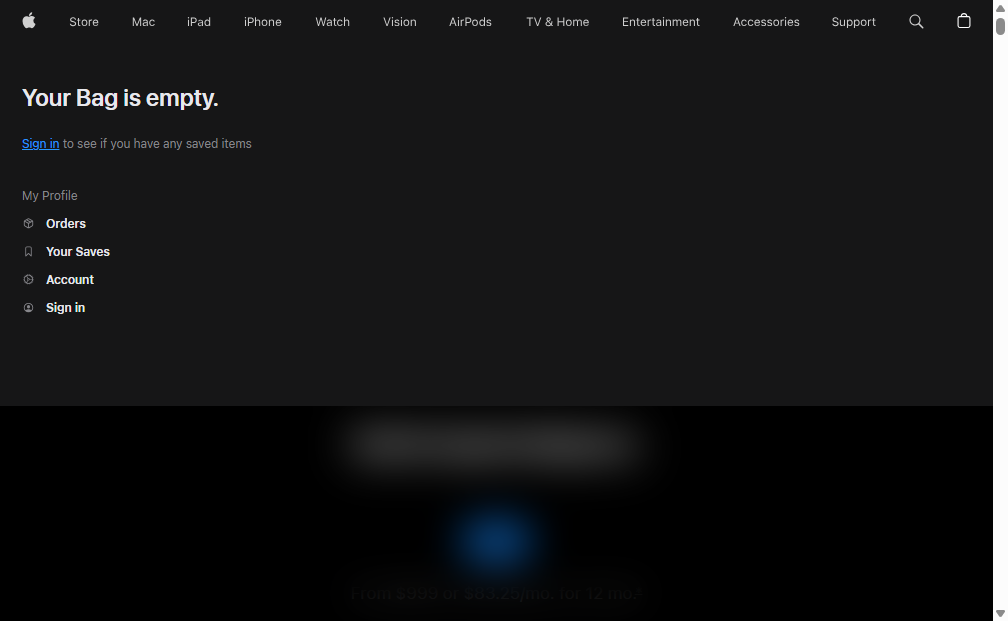 Store Mac iPad iPhone Watch Vision AirPods TV & Home Entertainment Accessories Support
Your Bag is empty.
Sign in to see if you have any saved items
My Profile
Orders
Your Saves
Account
Sign in
From $999 or $83.25/mo. for 12 mo.